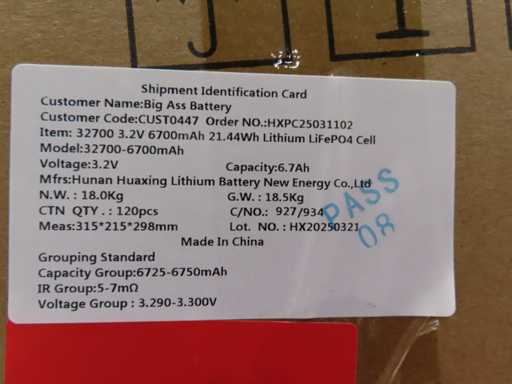 Shipment Identification Card
Customer Name:Big Ass Battery
Customer Code:CUST0447 Order NO.:HXPC25031102
Item: 32700 3.2V 6700mAh 21.44Wh Lithium LiFePO4 Cell
Model:32700-6700mAh
Voltage:3.2V Capacity:6.7Ah
Mfrs:Hunan Huaxing Lithium Battery New Energy Co.,Ltd
N.W. : 18.0Kg G.W. : 18.5Kg
CTN QTY. : 120pcs C/NO.: 927/934
Meas:315*215*298mm Lot. NO. : HX20250321
Made In China
PASS
08
Grouping Standard
Capacity Group:6725-6750mAh
IR Group:5-7mΩ
Voltage Group : 3.290-3.300V